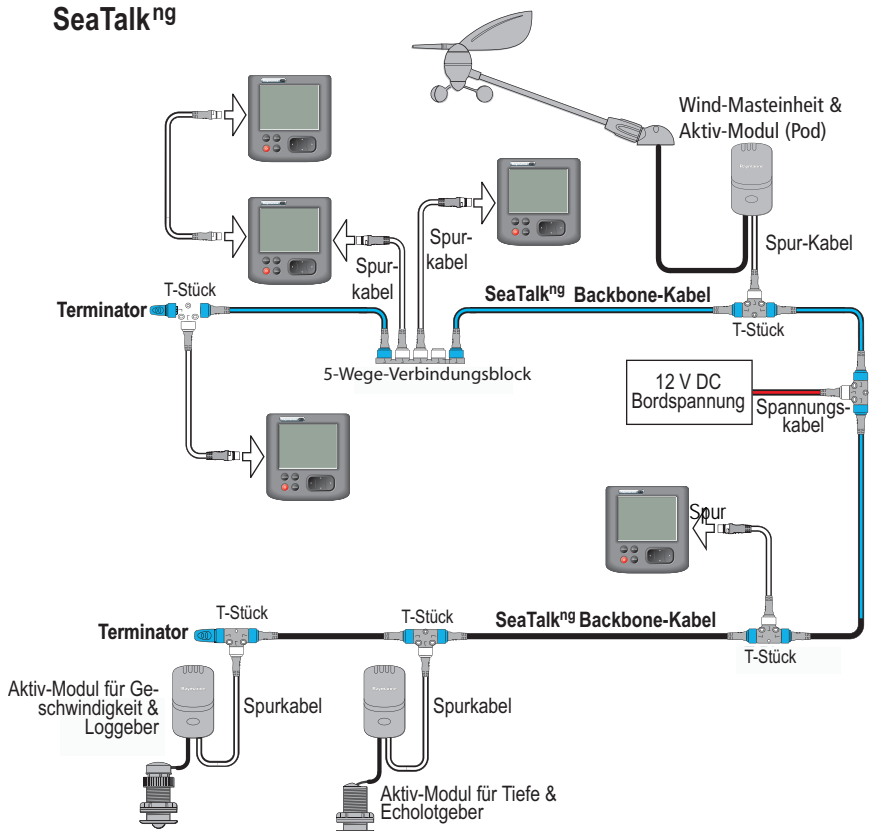 SeaTalkng
Wind-Masteinheit &
Aktiv-Modul (Pod)
Spur-
kabel
Spur-
kabel
Spur-Kabel
T-Stück
Terminator
SeaTalkng Backbone-Kabel
T-Stück
5-Wege-Verbindungsblock
12 V DC
Bordspannung
Spannungs-
kabel
Spur
T-Stück
T-Stück
Terminator
SeaTalkng Backbone-Kabel
T-Stück
Aktiv-Modul für Ge-
schwindigkeit &
Loggeber
Spurkabel
Spurkabel
Aktiv-Modul für Tiefe &
Echolotgeber